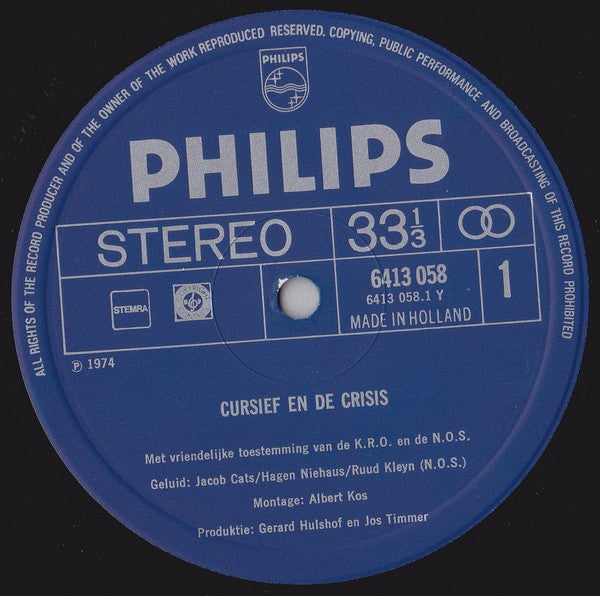 ALL RIGHTS OF THE RECORD PRODUCER AND OF THE OWNER OF THE WORK REPRODUCED RESERVED. COPYING, PUBLIC PERFORMANCE AND BROADCASTING OF THIS RECORD PROHIBITED
PHILIPS
PHILIPS
STEREO
33 1/3
STEMRA
6413 058
6413 058.1 Y
MADE IN HOLLAND
1
℗ 1974
CURSIEF EN DE CRISIS
Met vriendelijke toestemming van de K.R.O. en de N.O.S.
Geluid: Jacob Cats/Hagen Niehaus/Ruud Kleyn (N.O.S.)
Montage: Albert Kos
Produktie: Gerard Hulshof en Jos Timmer